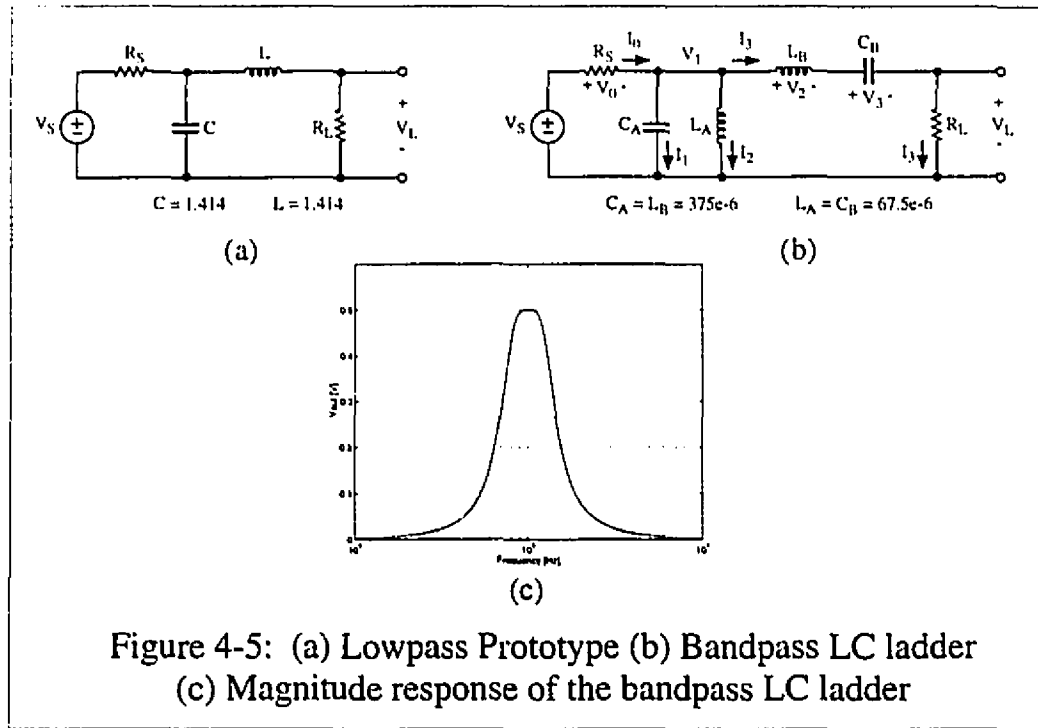 R_S L
V_S C R_L + V_L -
C = 1.414 L = 1.414
(a)
R_S I_0 V_1 I_3 L_B C_B
+ V_0 - + V_2 - + V_3 -
V_S C_A L_A R_L + V_L -
I_1 I_2 I_3
C_A = L_B = 375e-6 L_A = C_B = 67.5e-6
(b)
Frequency [Hz]
(c)
Figure 4-5: (a) Lowpass Prototype (b) Bandpass LC ladder
(c) Magnitude response of the bandpass LC ladder